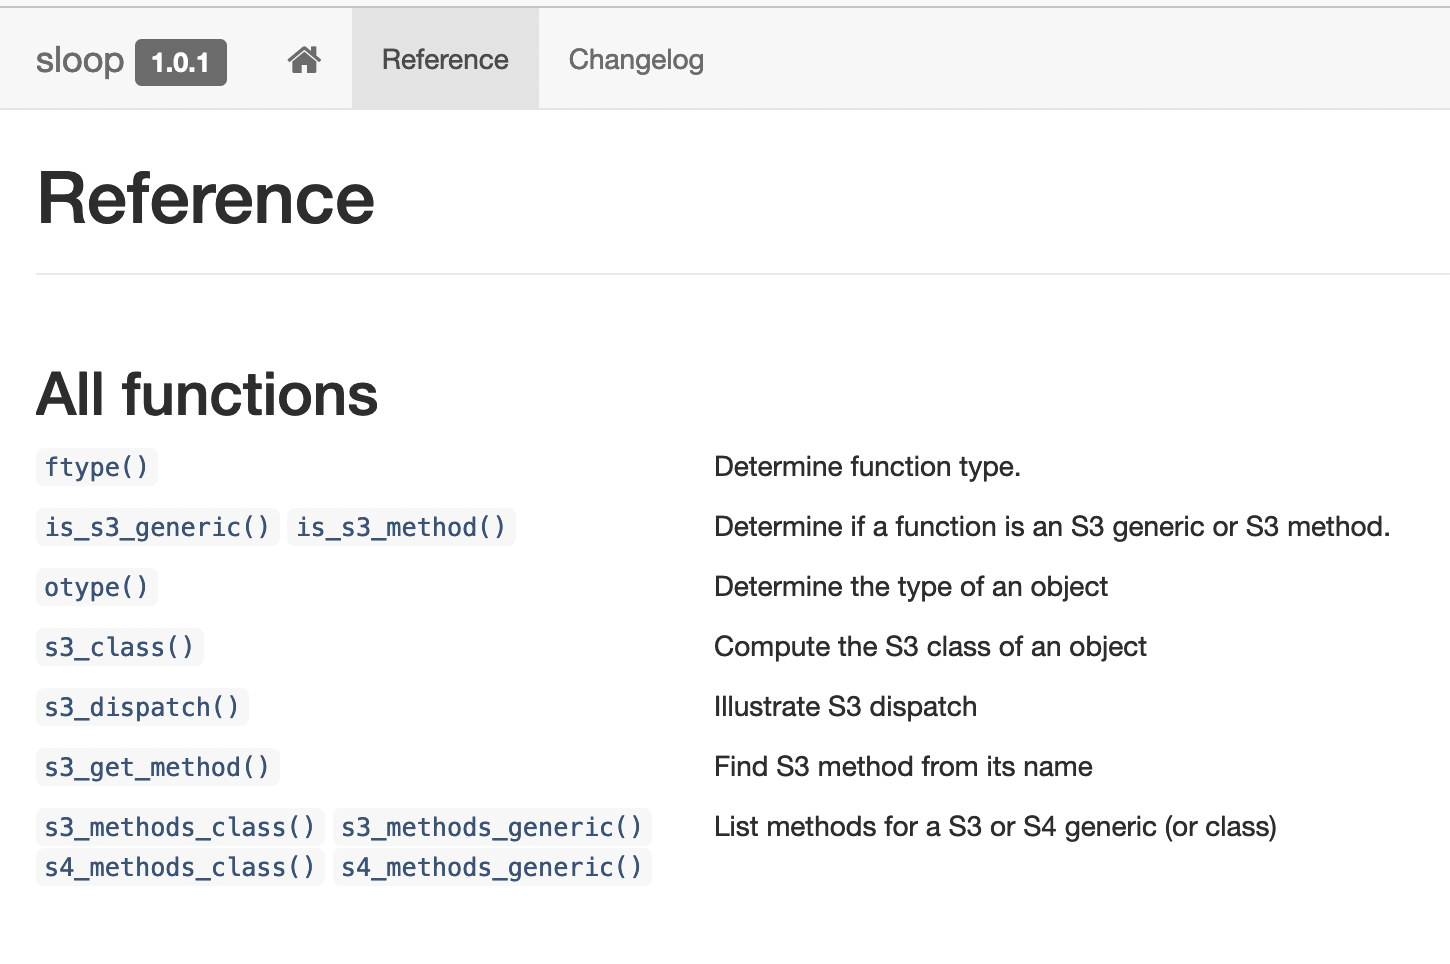 sloop 1.0.1 Reference Changelog
Reference
All functions
ftype() Determine function type.
is_s3_generic() is_s3_method() Determine if a function is an S3 generic or S3 method.
otype() Determine the type of an object
s3_class() Compute the S3 class of an object
s3_dispatch() Illustrate S3 dispatch
s3_get_method() Find S3 method from its name
s3_methods_class() s3_methods_generic() List methods for a S3 or S4 generic (or class)
s4_methods_class() s4_methods_generic()